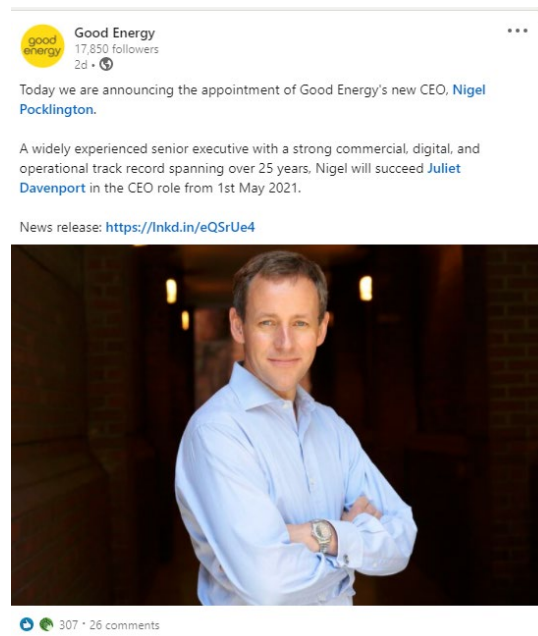 good
energy
Good Energy
17,850 followers
2d •
Today we are announcing the appointment of Good Energy's new CEO, Nigel
Pocklington.
A widely experienced senior executive with a strong commercial, digital, and
operational track record spanning over 25 years, Nigel will succeed Juliet
Davenport in the CEO role from 1st May 2021.
News release: https://lnkd.in/eQSrUe4
307 · 26 comments